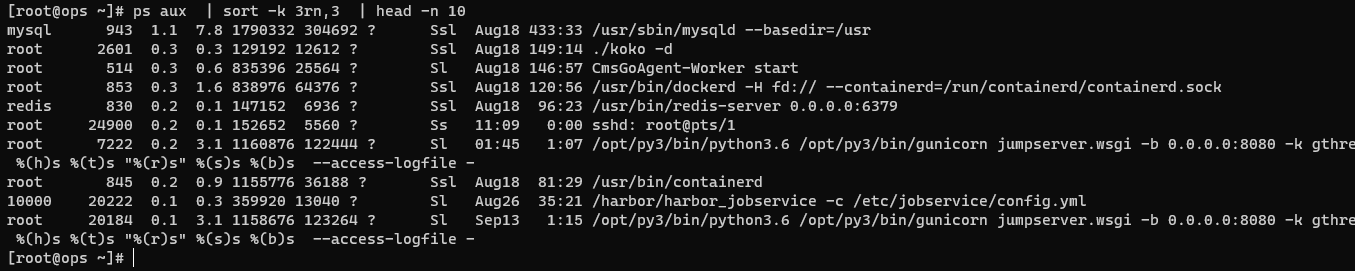 [root@ops ~]# ps aux  | sort -k 3rn,3  | head -n 10
mysql      943  1.1  7.8 1790332 304692 ?      Ssl  Aug18 433:33 /usr/sbin/mysqld --basedir=/usr
root      2601  0.3  0.3 129192 12612 ?        Ssl  Aug18 149:14 ./koko -d
root       514  0.3  0.6 835396 25564 ?        Sl   Aug18 146:57 CmsGoAgent-Worker start
root       853  0.3  1.6 838976 64376 ?        Ssl  Aug18 120:56 /usr/bin/dockerd -H fd:// --containerd=/run/containerd/containerd.sock
redis      830  0.2  0.1 147152  6936 ?        Ssl  Aug18  96:23 /usr/bin/redis-server 0.0.0.0:6379
root     24900  0.2  0.1 152652  5560 ?        Ss   11:09   0:00 sshd: root@pts/1
root      7222  0.2  3.1 1160876 122444 ?      Sl   01:45   1:07 /opt/py3/bin/python3.6 /opt/py3/bin/gunicorn jumpserver.wsgi -b 0.0.0.0:8080 -k gthre
 %(h)s %(t)s "%(r)s" %(s)s %(b)s  --access-logfile -
root       845  0.2  0.9 1155776 36188 ?       Ssl  Aug18  81:29 /usr/bin/containerd
10000    20222  0.1  0.3 359920 13040 ?        Sl   Aug26  35:21 /harbor/harbor_jobservice -c /etc/jobservice/config.yml
root     20184  0.1  3.1 1158676 123264 ?      Sl   Sep13   1:15 /opt/py3/bin/python3.6 /opt/py3/bin/gunicorn jumpserver.wsgi -b 0.0.0.0:8080 -k gthre
 %(h)s %(t)s "%(r)s" %(s)s %(b)s  --access-logfile -
[root@ops ~]#